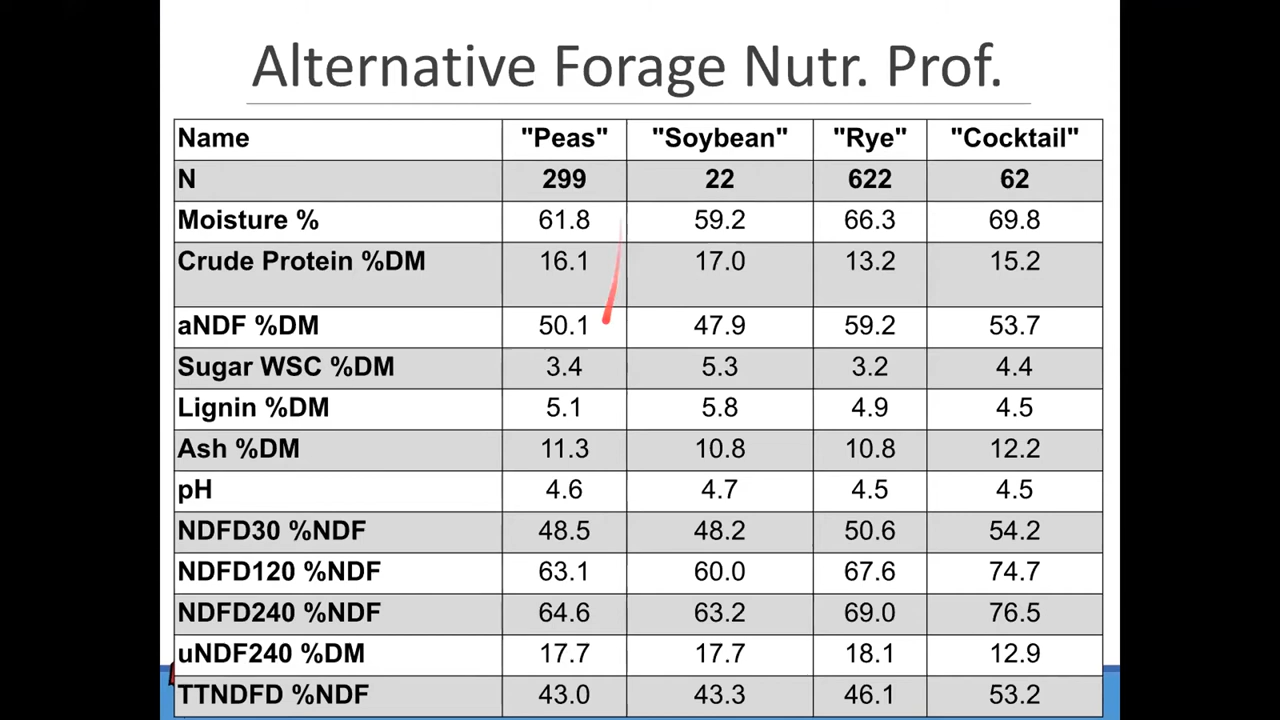 Alternative Forage Nutr. Prof.
Name "Peas" "Soybean" "Rye" "Cocktail"
N 299 22 622 62
Moisture % 61.8 59.2 66.3 69.8
Crude Protein %DM 16.1 17.0 13.2 15.2
aNDF %DM 50.1 47.9 59.2 53.7
Sugar WSC %DM 3.4 5.3 3.2 4.4
Lignin %DM 5.1 5.8 4.9 4.5
Ash %DM 11.3 10.8 10.8 12.2
pH 4.6 4.7 4.5 4.5
NDFD30 %NDF 48.5 48.2 50.6 54.2
NDFD120 %NDF 63.1 60.0 67.6 74.7
NDFD240 %NDF 64.6 63.2 69.0 76.5
uNDF240 %DM 17.7 17.7 18.1 12.9
TTNDFD %NDF 43.0 43.3 46.1 53.2